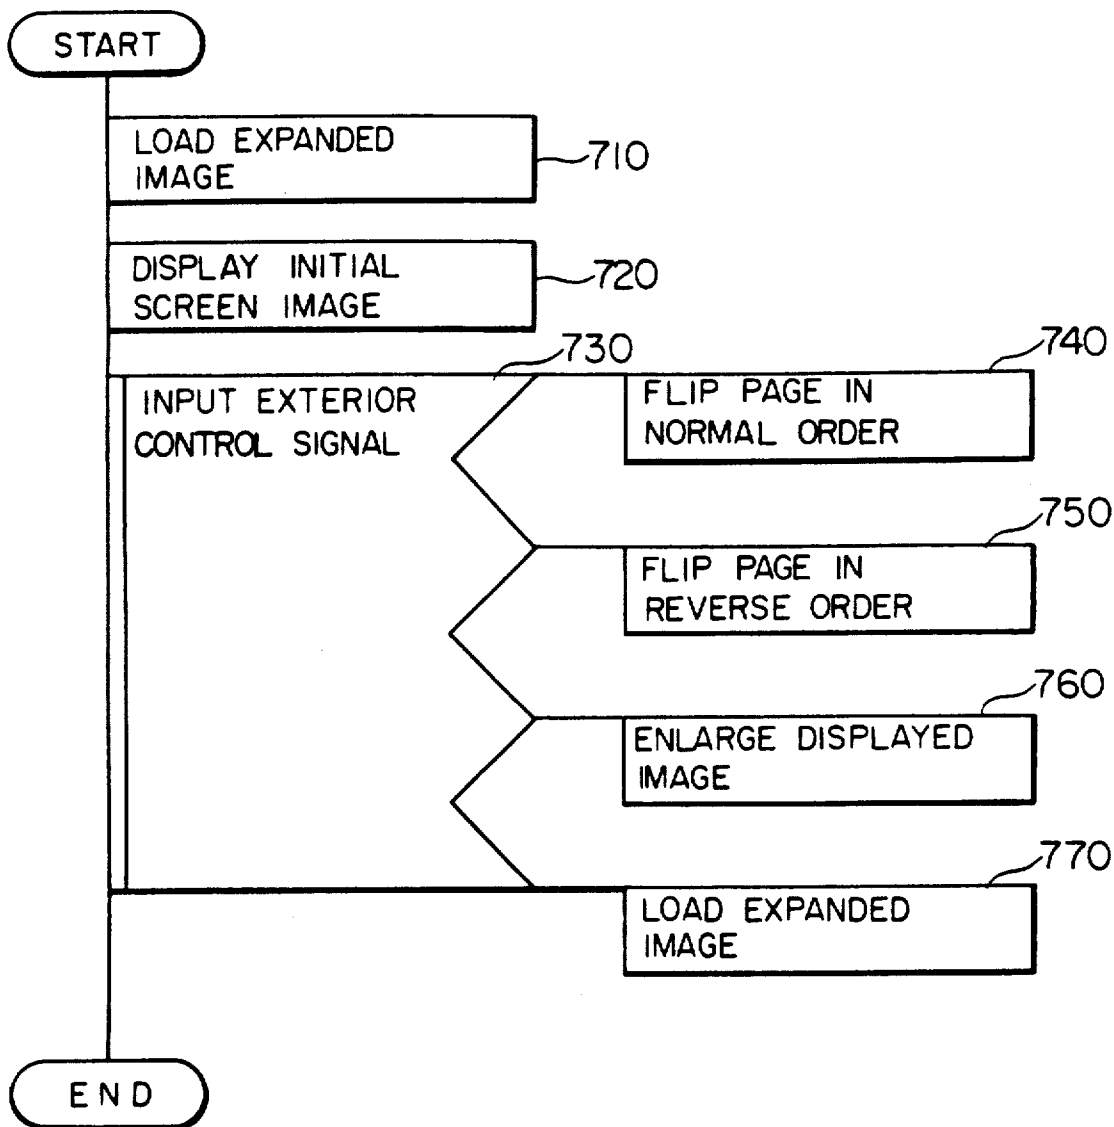 START
LOAD EXPANDED
IMAGE
710
DISPLAY INITIAL
SCREEN IMAGE
720
730
INPUT EXTERIOR
CONTROL SIGNAL
740
FLIP PAGE IN
NORMAL ORDER
750
FLIP PAGE IN
REVERSE ORDER
760
ENLARGE DISPLAYED
IMAGE
770
LOAD EXPANDED
IMAGE
END